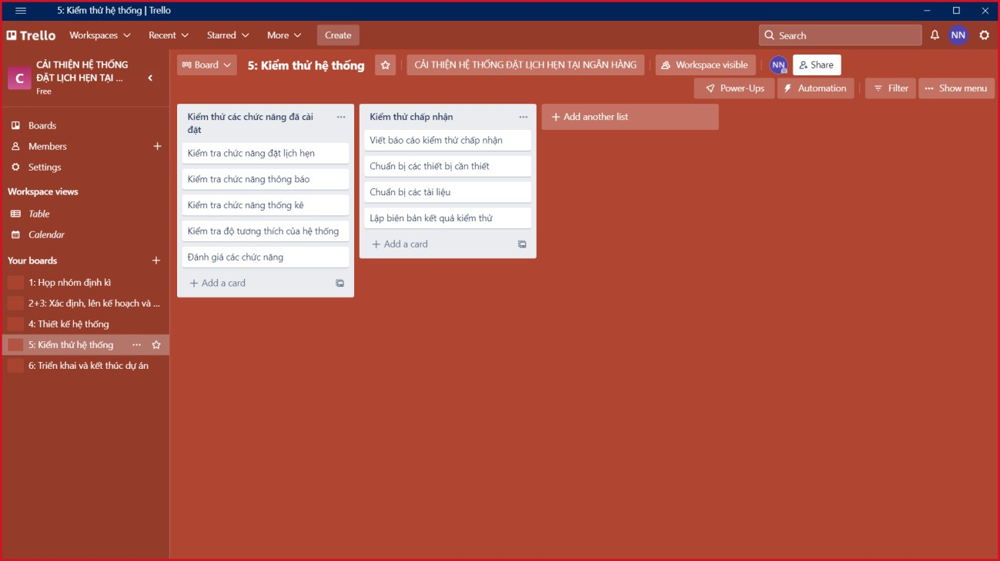 5: Kiểm thử hệ thống | Trello
Trello
Workspaces
Recent
Starred
More
Create
Search
NN
C
CẢI THIỆN HỆ THỐNG
ĐẶT LỊCH HẸN TẠI ...
Free
Boards
Members
Settings
Workspace views
Table
Calendar
Your boards
1: Họp nhóm định kì
2+3: Xác định, lên kế hoạch và ...
4: Thiết kế hệ thống
5: Kiểm thử hệ thống
6: Triển khai và kết thúc dự án
Board
5: Kiểm thử hệ thống
CẢI THIỆN HỆ THỐNG ĐẶT LỊCH HẸN TẠI NGÂN HÀNG
Workspace visible
NN
Share
Power-Ups
Automation
Filter
Show menu
Kiểm thử các chức năng đã cài
đặt
Kiểm tra chức năng đặt lịch hẹn
Kiểm tra chức năng thông báo
Kiểm tra chức năng thống kê
Kiểm tra độ tương thích của hệ thống
Đánh giá các chức năng
Add a card
Kiểm thử chấp nhận
Viết báo cáo kiểm thử chấp nhận
Chuẩn bị các thiết bị cần thiết
Chuẩn bị các tài liệu
Lập biên bản kết quả kiểm thử
Add a card
Add another list